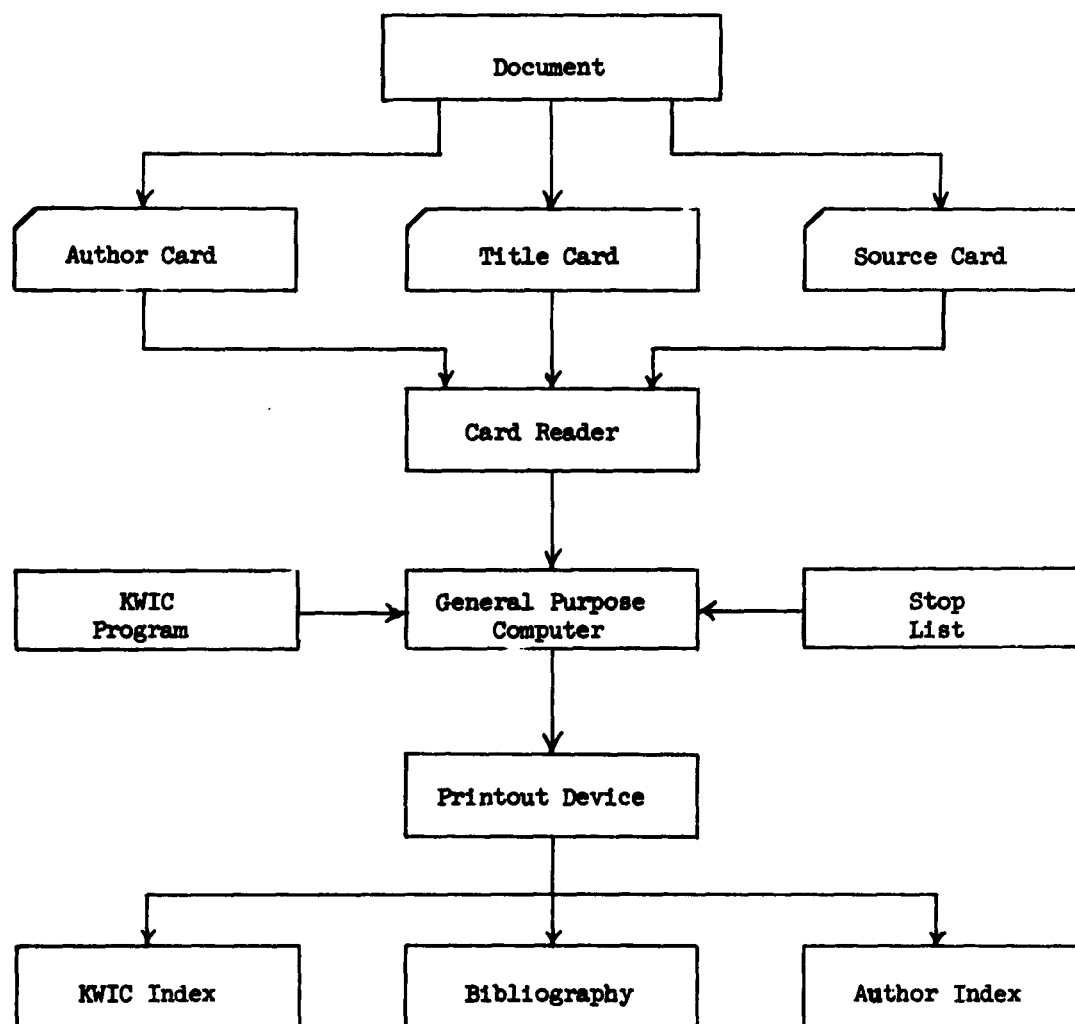 Document
Author Card
Title Card
Source Card
Card Reader
KWIC
Program
General Purpose
Computer
Stop
List
Printout Device
KWIC Index
Bibliography
Author Index